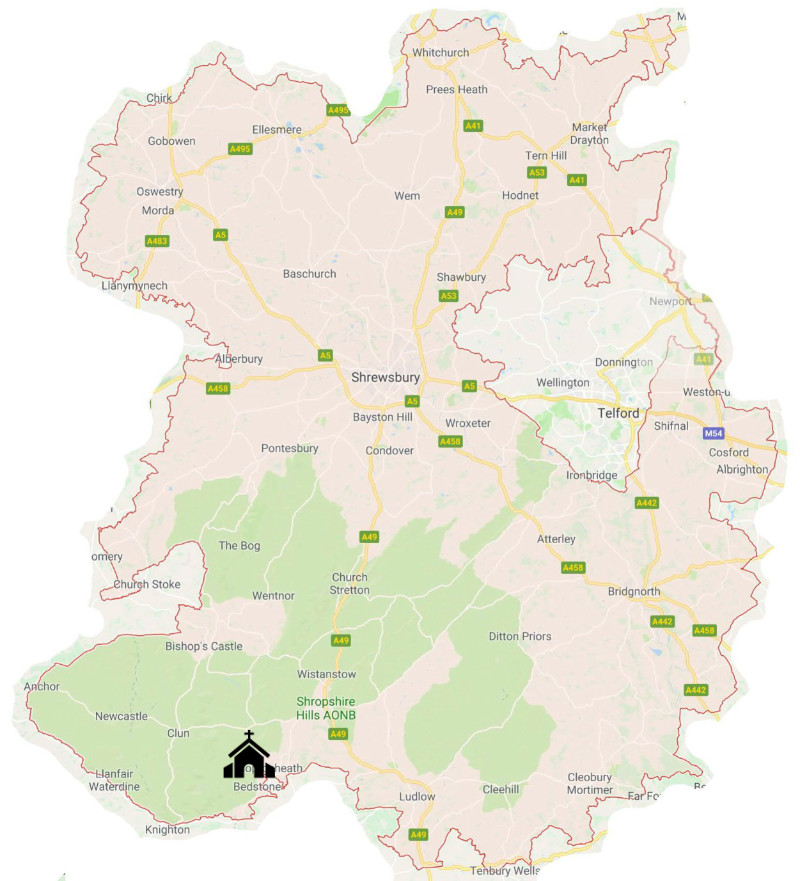 M
Whitchurch
Prees Heath
Chirk
A495
Ellesmere
A41
Market
Drayton
Gobowen
A495
Tern Hill
A53
A41
Oswestry
Wem
Hodnet
Morda
A49
A483
A5
Baschurch
Shawbury
Llanymynech
A53
Newport
Alberbury
A5
A41
Donnington
Shrewsbury
Wellington
A458
A5
Weston-u
A5
Telford
Bayston Hill
Wroxeter
Shifnal
M54
A458
Pontesbury
Condover
Cosford
Albrighton
Ironbridge
A442
A49
Atterley
The Bog
omery
A458
Church Stoke
Church
Stretton
Wentnor
Bridgnorth
A442
A458
Bishop's Castle
A49
Ditton Priors
Wistanstow
Anchor
A442
Shropshire
Hills AONB
Newcastle
Clun
A49
heath
Llanfair
Waterdine
Bedstone
Cleobury
Mortimer
Ludlow
Cleehill
Knighton
A49
Tenbury Wells